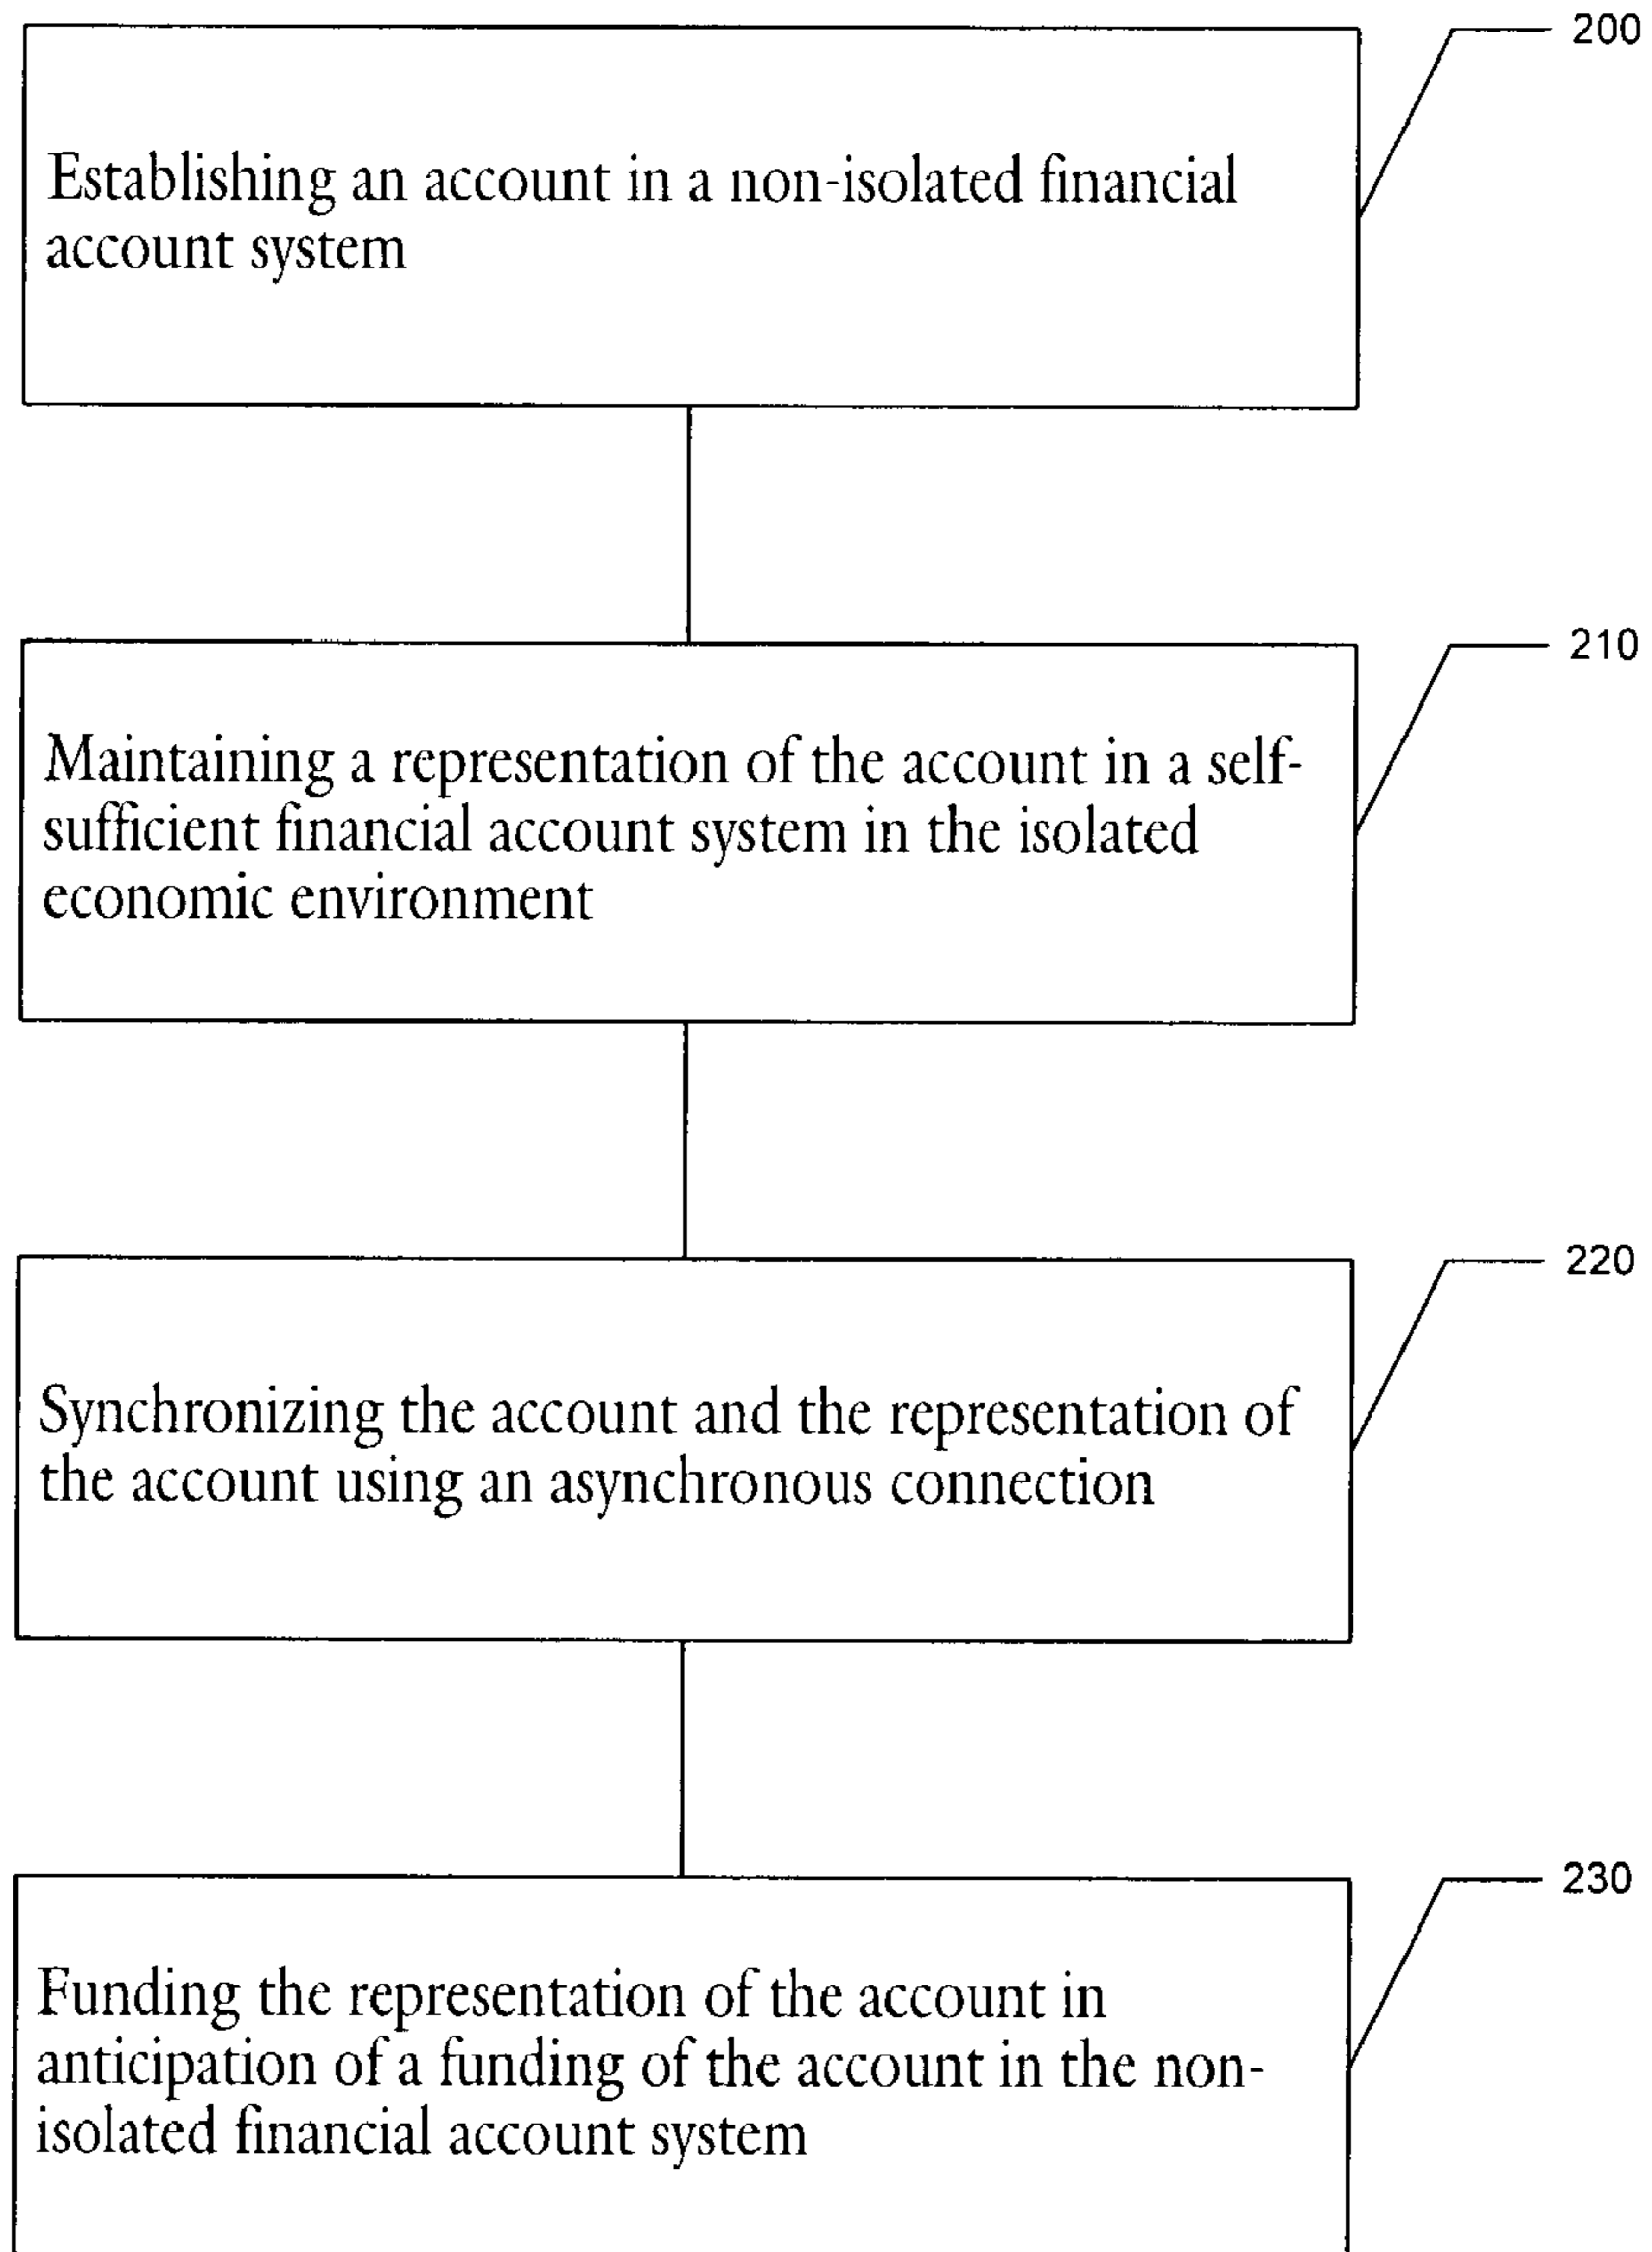 200
Establishing an account in a non-isolated financial
account system
210
Maintaining a representation of the account in a self-
sufficient financial account system in the isolated
economic environment
220
Synchronizing the account and the representation of
the account using an asynchronous connection
230
Funding the representation of the account in
anticipation of a funding of the account in the non-
isolated financial account system